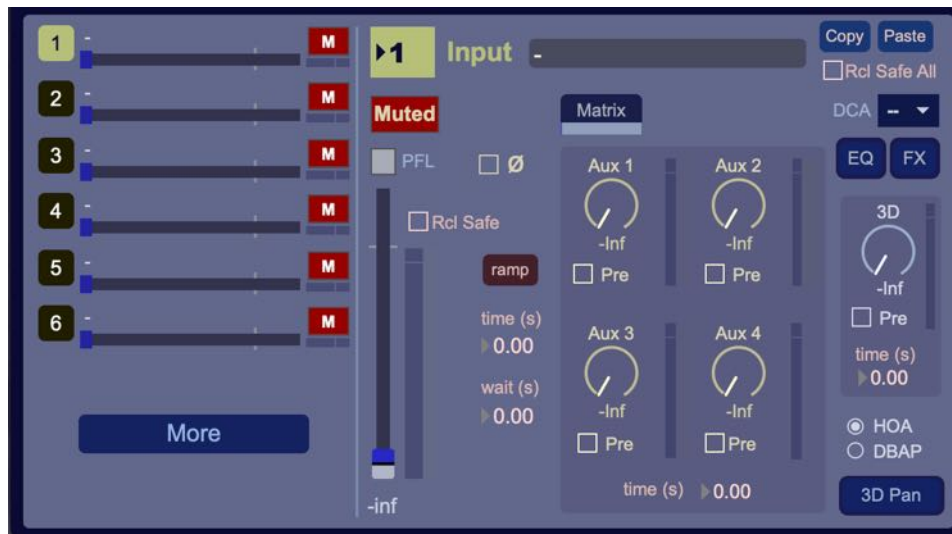 1
-
M
2
-
M
3
-
M
4
-
M
5
-
M
6
-
M
More
1
Input
-
Copy
Paste
Rcl Safe All
Muted
Matrix
DCA
--
PFL
Ø
EQ
FX
Rcl Safe
ramp
time (s)
0.00
wait (s)
0.00
-inf
Aux 1
-Inf
Pre
Aux 2
-Inf
Pre
Aux 3
-Inf
Pre
Aux 4
-Inf
Pre
time (s)
0.00
3D
-Inf
Pre
time (s)
0.00
HOA
DBAP
3D Pan